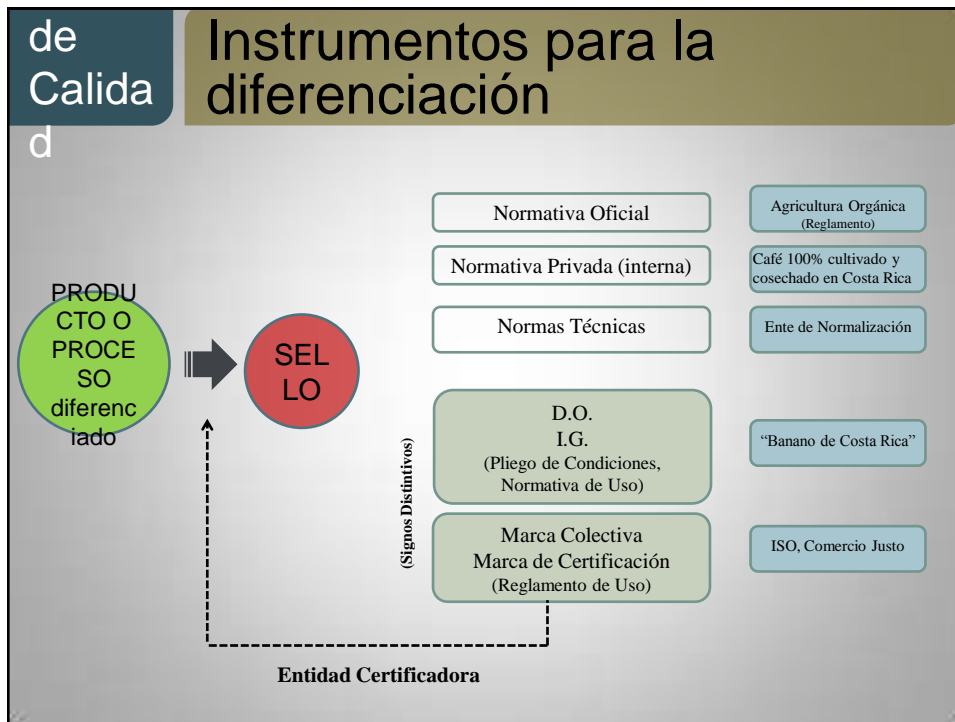 de
Calida
d
Instrumentos para la
diferenciación
PRODU
CTO O
PROCE
SO
diferenc
iado
SEL
LO
Normativa Oficial
Agricultura Orgánica
(Reglamento)
Normativa Privada (interna)
Café 100% cultivado y
cosechado en Costa Rica
Normas Técnicas
Ente de Normalización
(Signos Distintivos)
D.O.
I.G.
(Pliego de Condiciones,
Normativa de Uso)
“Banano de Costa Rica”
Marca Colectiva
Marca de Certificación
(Reglamento de Uso)
ISO, Comercio Justo
Entidad Certificadora